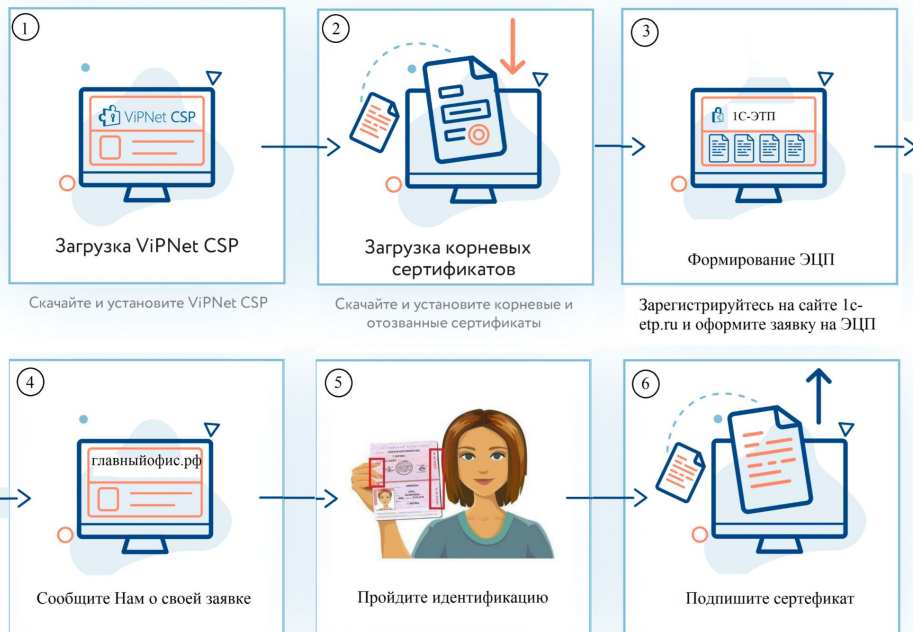 1
ViPNet CSP
Загрузка ViPNet CSP
Скачайте и установите ViPNet CSP
2
Загрузка корневых
сертификатов
Скачайте и установите корневые и
отозванные сертификаты
3
1С-ЭТП
Формирование ЭЦП
Зарегистрируйтесь на сайте 1c-
etp.ru и оформите заявку на ЭЦП
4
главныйофис.рф
Сообщите Нам о своей заявке
5
Пройдите идентификацию
6
Подпишите сертефикат